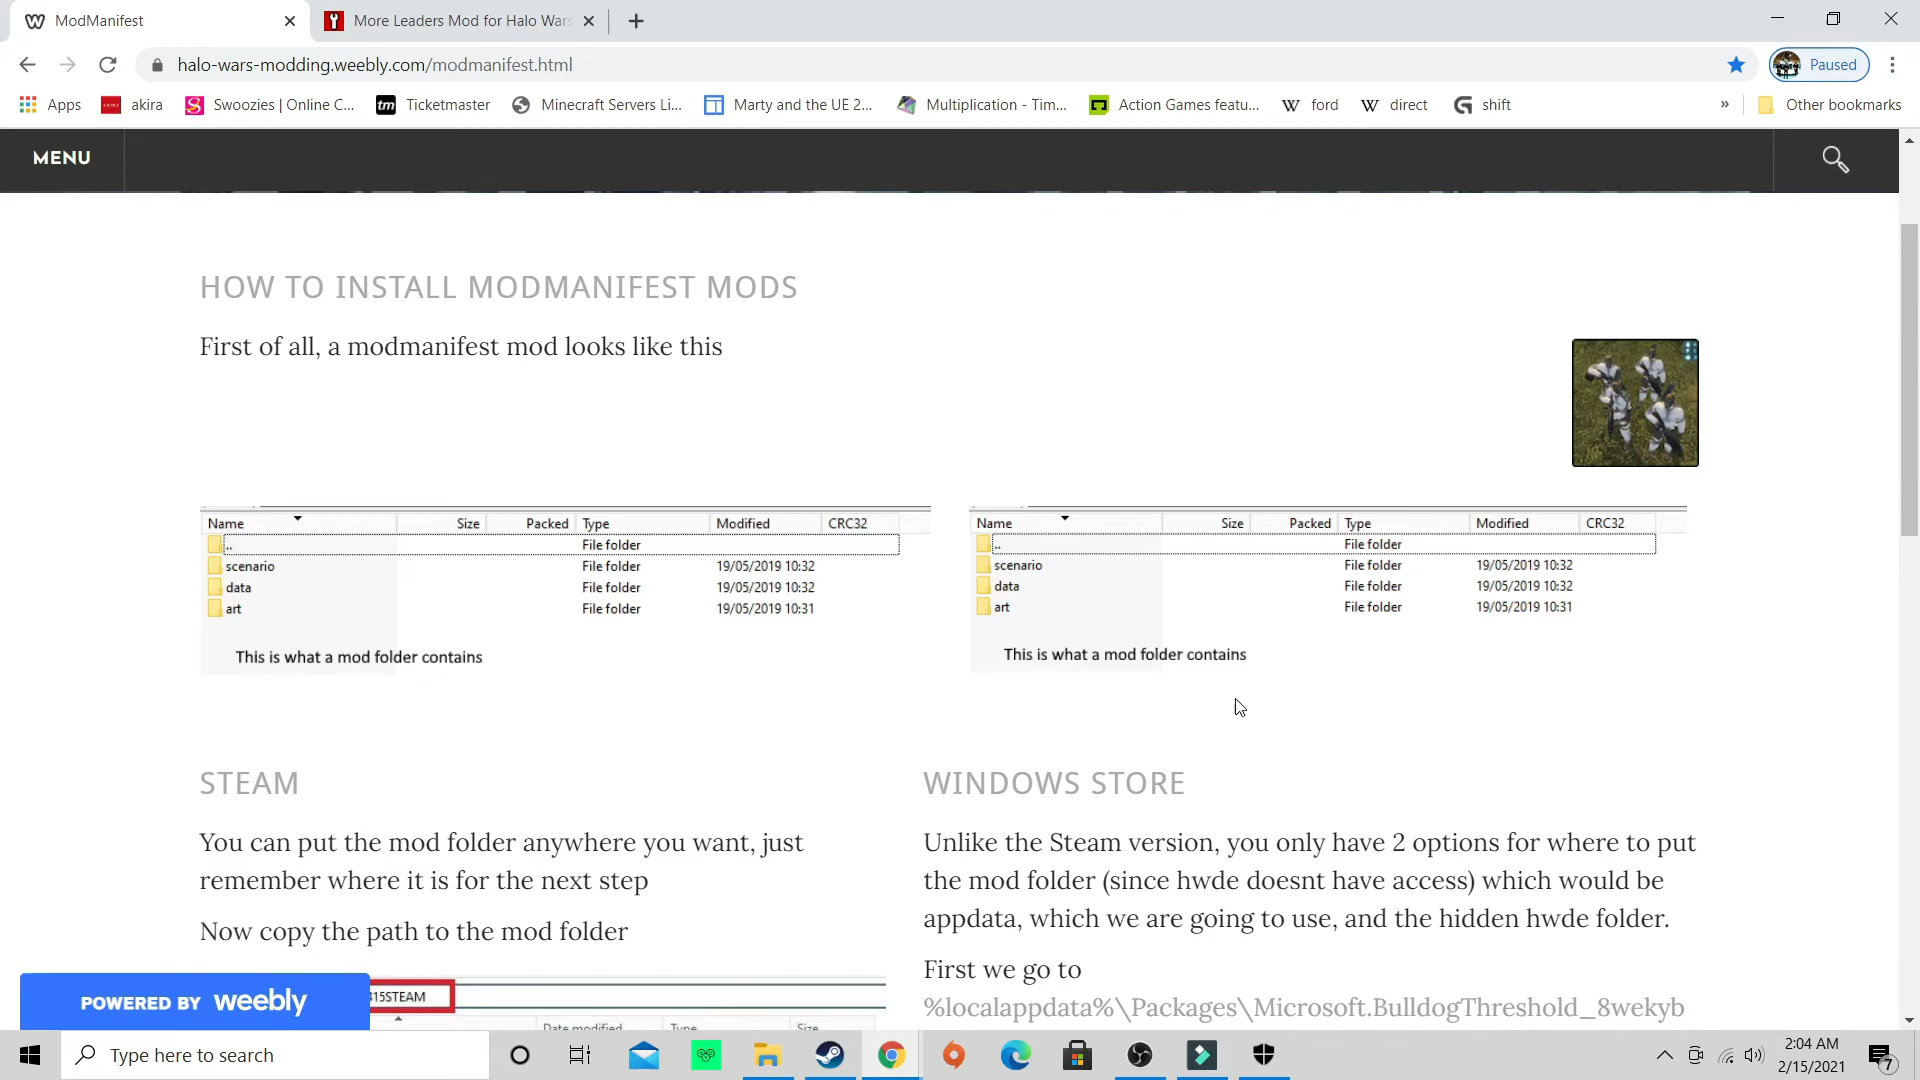 ModManifest
More Leaders Mod for Halo Wars
halo-wars-modding.weebly.com/modmanifest.html
Paused
Apps
akira
Swoozies | Online C...
Ticketmaster
Minecraft Servers Li...
Marty and the UE 2...
Multiplication - Tim...
Action Games featu...
ford
direct
shift
»
Other bookmarks
MENU
HOW TO INSTALL MODMANIFEST MODS
First of all, a modmanifest mod looks like this
Name Size Packed Type Modified CRC32
.. File folder
scenario File folder 19/05/2019 10:32
data File folder 19/05/2019 10:32
art File folder 19/05/2019 10:31
This is what a mod folder contains
Name Size Packed Type Modified CRC32
.. File folder
scenario File folder 19/05/2019 10:32
data File folder 19/05/2019 10:32
art File folder 19/05/2019 10:31
This is what a mod folder contains
STEAM
You can put the mod folder anywhere you want, just
remember where it is for the next step
Now copy the path to the mod folder
415STEAM
Date modified Type Size
WINDOWS STORE
Unlike the Steam version, you only have 2 options for where to put
the mod folder (since hwde doesnt have access) which would be
appdata, which we are going to use, and the hidden hwde folder.
First we go to
%localappdata%\Packages\Microsoft.BulldogThreshold_8wekyb
POWERED BY weebly
Type here to search
2:04 AM
2/15/2021
7